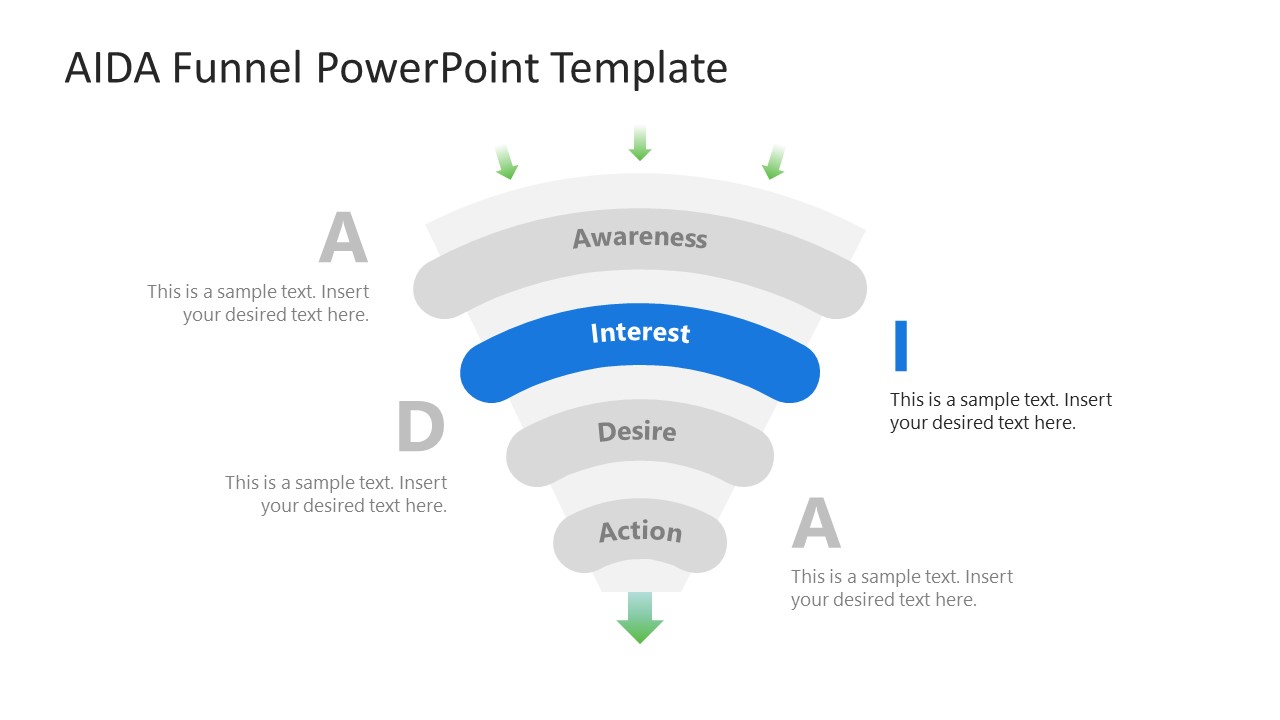 AIDA Funnel PowerPoint Template
A
This is a sample text. Insert
your desired text here.
Awareness
Interest
I
This is a sample text. Insert
your desired text here.
D
This is a sample text. Insert
your desired text here.
Desire
Action
A
This is a sample text. Insert
your desired text here.